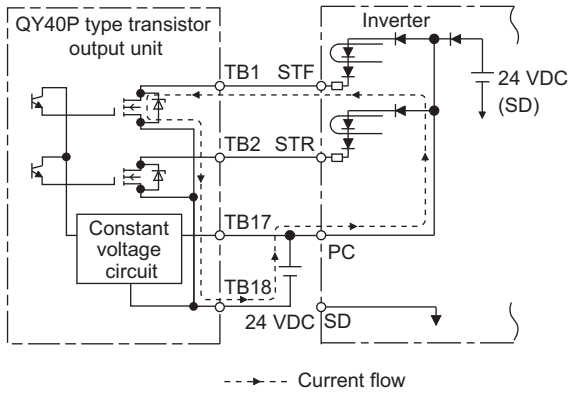 QY40P type transistor
output unit
Inverter
TB1 STF
24 VDC
(SD)
TB2 STR
TB17
Constant
voltage
circuit
PC
TB18
24 VDC
SD
Current flow